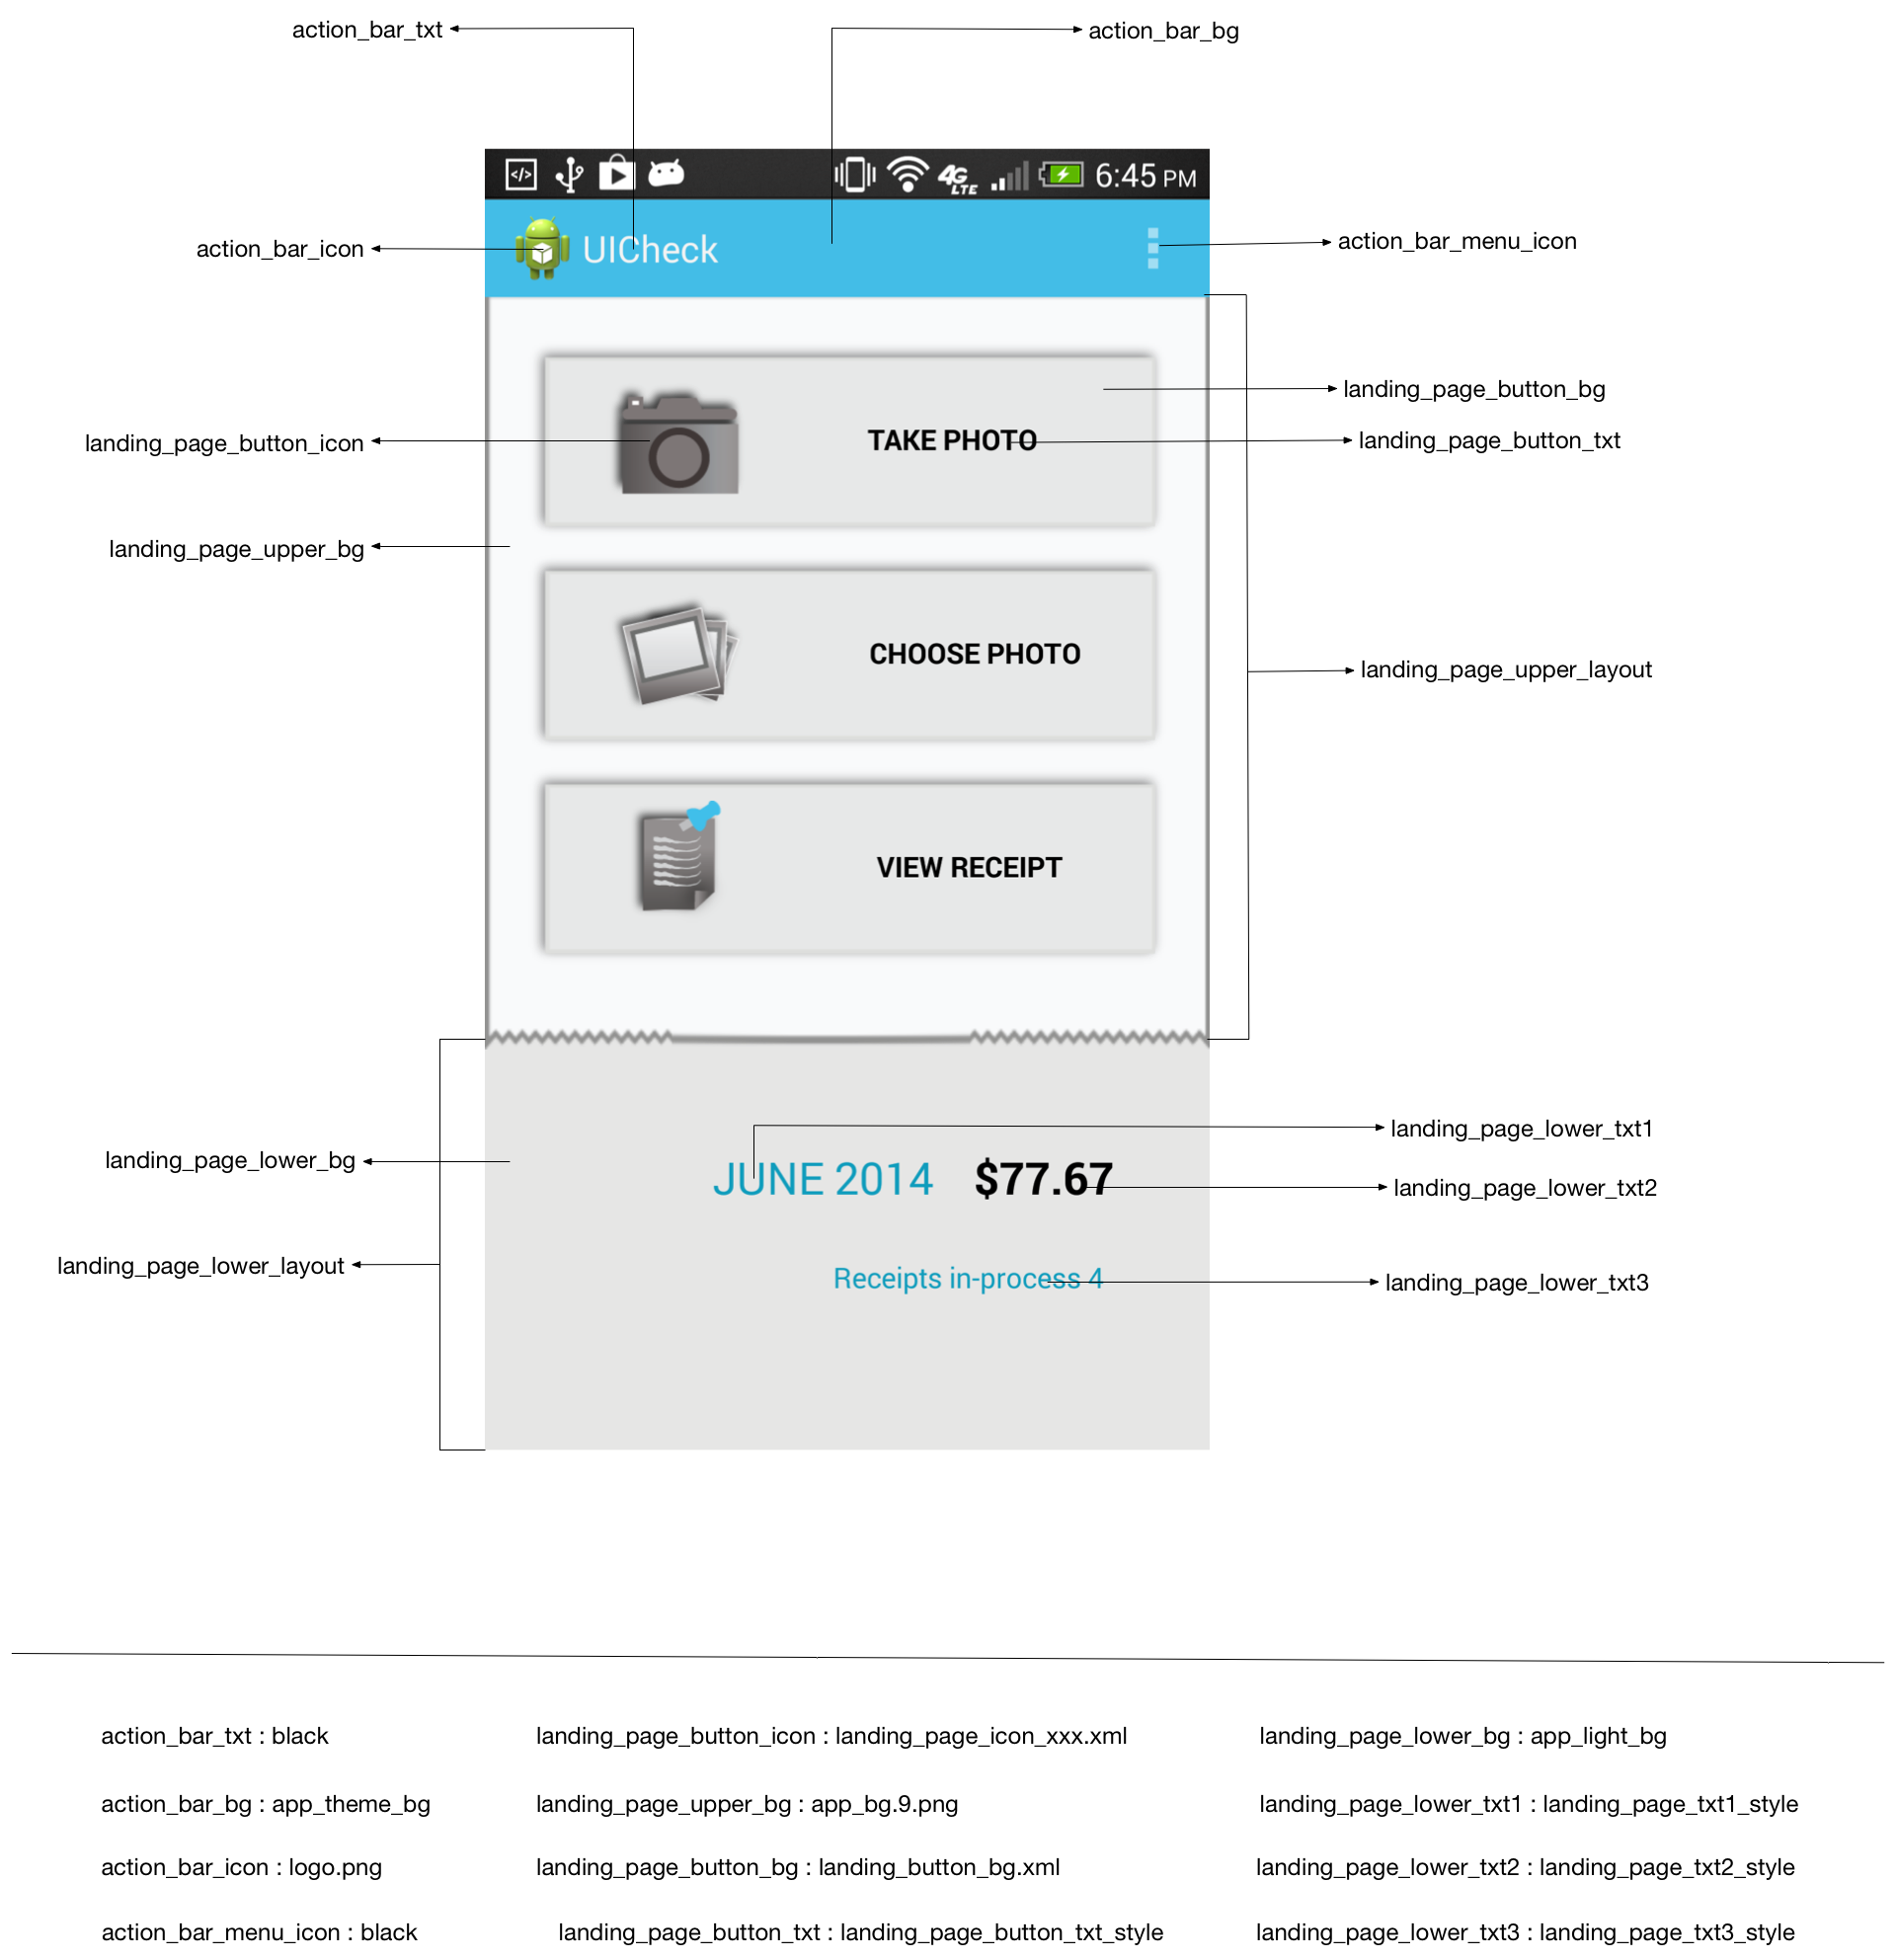 action_bar_txt
action_bar_bg
</>
4G LTE
6:45 PM
action_bar_icon
UICheck
action_bar_menu_icon
landing_page_button_bg
landing_page_button_icon
TAKE PHOTO
landing_page_button_txt
landing_page_upper_bg
CHOOSE PHOTO
landing_page_upper_layout
VIEW RECEIPT
landing_page_lower_txt1
landing_page_lower_bg
JUNE 2014 $77.67
landing_page_lower_txt2
landing_page_lower_layout
Receipts in-process 4
landing_page_lower_txt3
action_bar_txt : black
landing_page_button_icon : landing_page_icon_xxx.xml
landing_page_lower_bg : app_light_bg
action_bar_bg : app_theme_bg
landing_page_upper_bg : app_bg.9.png
landing_page_lower_txt1 : landing_page_txt1_style
action_bar_icon : logo.png
landing_page_button_bg : landing_button_bg.xml
landing_page_lower_txt2 : landing_page_txt2_style
action_bar_menu_icon : black
landing_page_button_txt : landing_page_button_txt_style
landing_page_lower_txt3 : landing_page_txt3_style